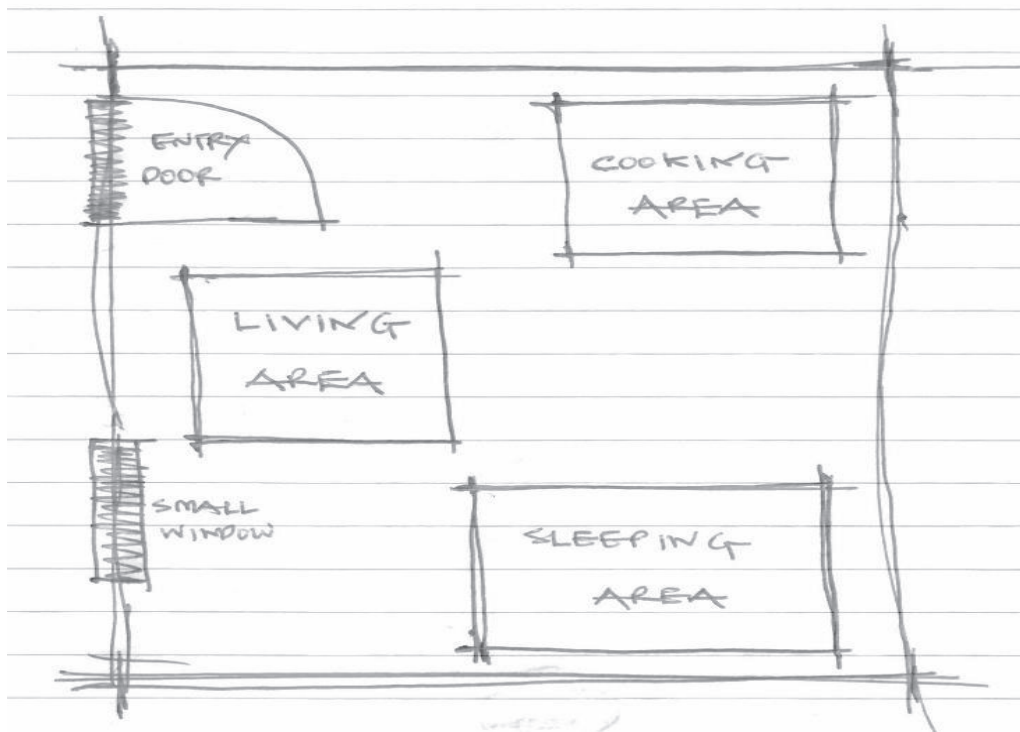 ENTRY
DOOR
COOKING
AREA
LIVING
AREA
SMALL
WINDOW
SLEEPING
AREA